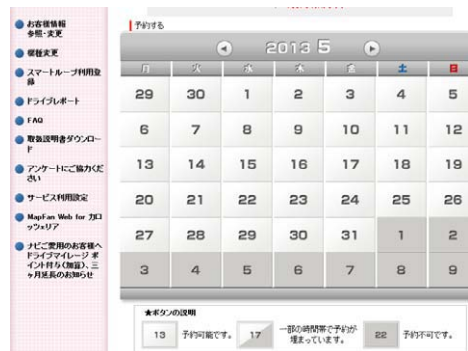 お客様情報
参照・変更
機種変更
スマートループ利用登
録
ドライブレポート
FAQ
取扱説明書ダウンロー
ド
アンケートにご協力くだ
さい
サービス利用設定
MapFan Web for カロ
ッツェリア
ナビご愛用のお客様へ
ドライブマイレージ ポ
イント付与(加算)、三
ヶ月延長のお知らせ
予約する
2013 5
月 火 水 木 金 土 日
29 30 1 2 3 4 5
6 7 8 9 10 11 12
13 14 15 16 17 18 19
20 21 22 23 24 25 26
27 28 29 30 31 1 2
3 4 5 6 7 8 9
★ボタンの説明
13 予約可能です。 17 一部の時間帯で予約が
埋まっています。 22 予約不
可です。